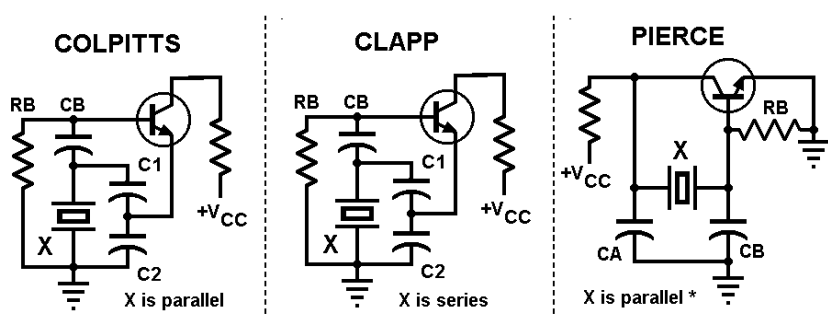 COLPITTS
RB
CB
C1
+VCC
X
C2
X is parallel
CLAPP
RB
CB
C1
+VCC
X
C2
X is series
PIERCE
RB
X
+VCC
CA
CB
X is parallel *